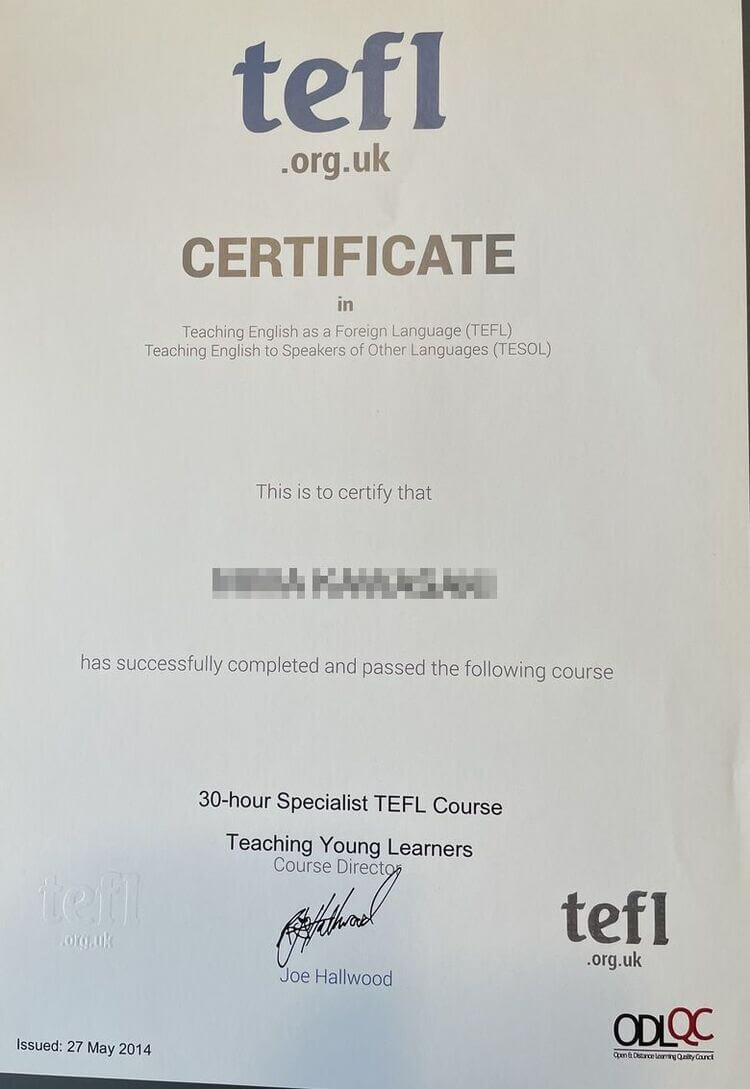 tefl
.org.uk
CERTIFICATE
in
Teaching English as a Foreign Language (TEFL)
Teaching English to Speakers of Other Languages (TESOL)
This is to certify that
has successfully completed and passed the following course
30-hour Specialist TEFL Course
Teaching Young Learners
Course Director
Joe Hallwood
tefl
.org.uk
tefl
.org.uk
ODLQC
Open & Distance Learning Quality Council
Issued: 27 May 2014